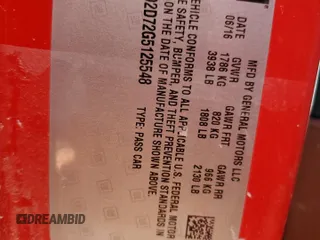 MFD BY GENERAL MOTORS LLC
06/16 GVWR GAWR FRT GAWR RR
1786 KG 820 KG 966 KG
3938 LB 1808 LB 2130 LB
VEHICLE CONFORMS TO ALL APPLICABLE U.S. FEDERAL MOTOR
SAFETY, BUMPER, AND THEFT PREVENTION STANDARDS IN
ON THE DATE OF MANUFACTURE SHOWN ABOVE.
02D72G5125548
TYPE: PASS CAR
DREAMBID